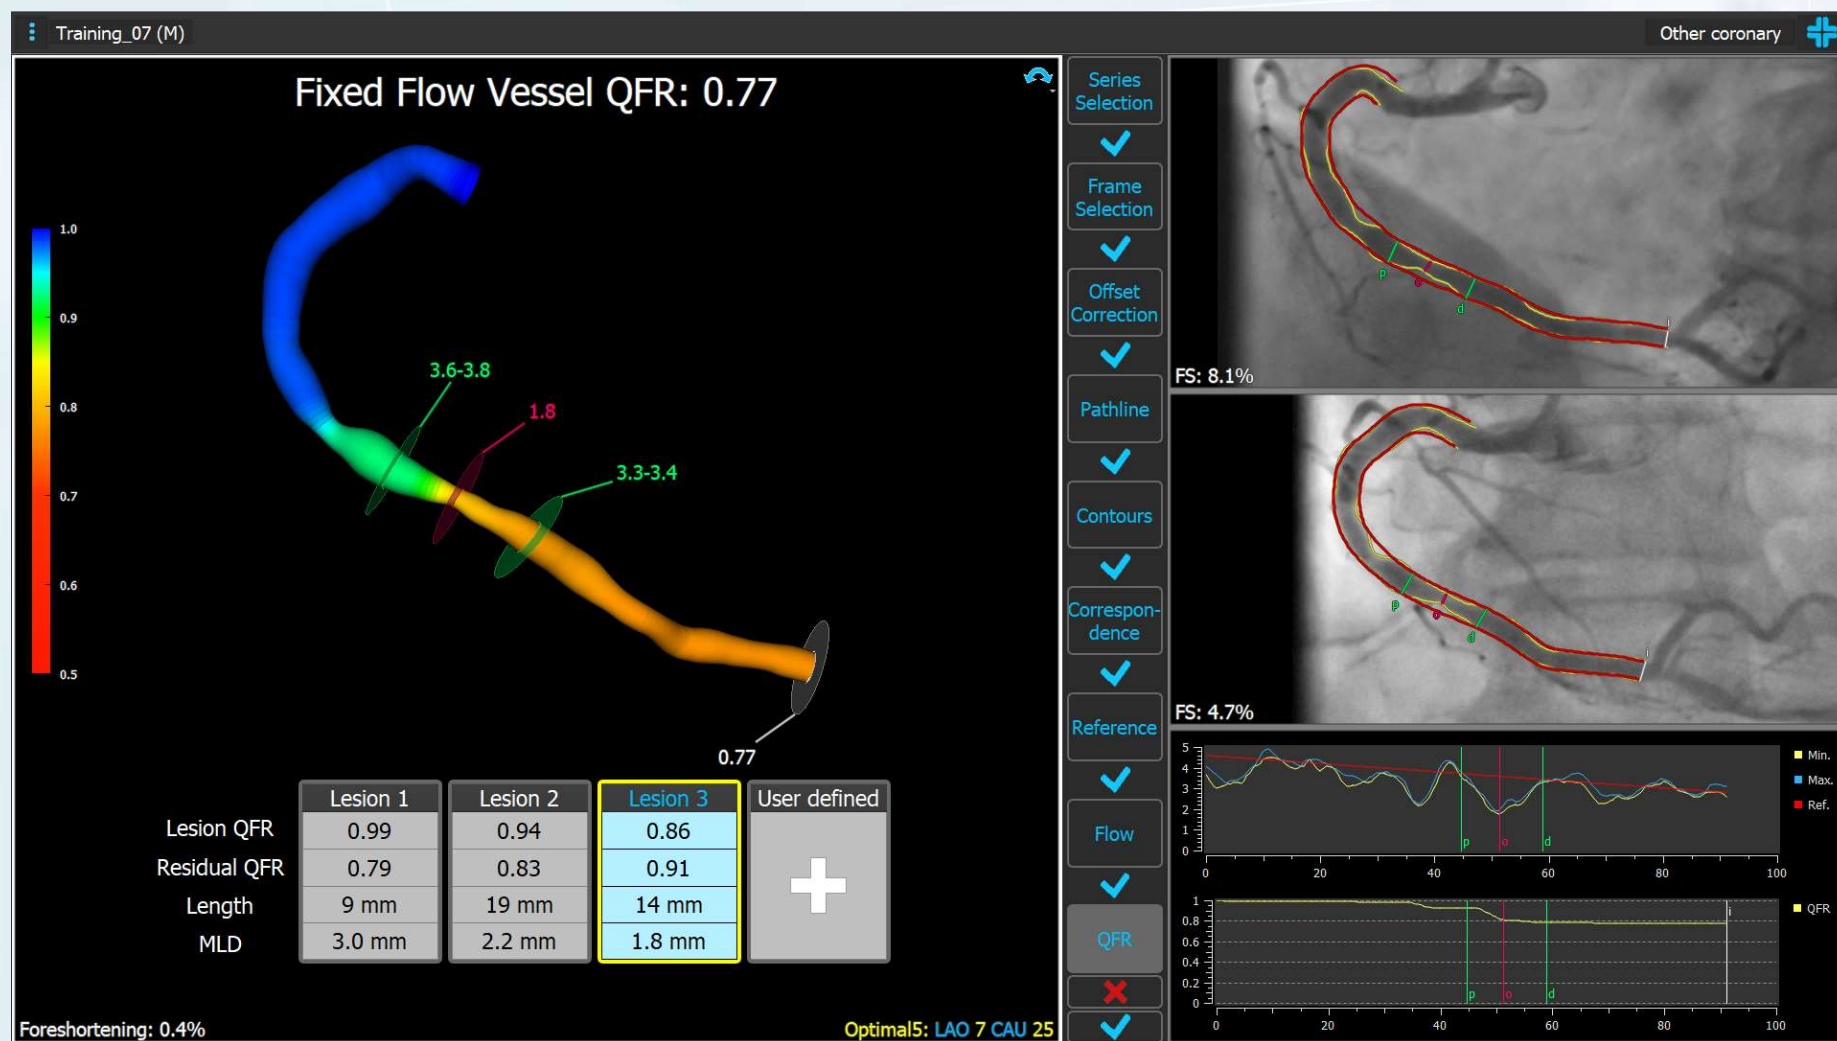 Training_07 (M)
Other coronary
Fixed Flow Vessel QFR: 0.77
1.0
0.9
0.8
0.7
0.6
0.5
3.6-3.8
1.8
3.3-3.4
0.77
Lesion 1 Lesion 2 Lesion 3 User defined
Lesion QFR 0.99 0.94 0.86
Residual QFR 0.79 0.83 0.91
Length 9 mm 19 mm 14 mm
MLD 3.0 mm 2.2 mm 1.8 mm
Foreshortening: 0.4%
Optimal5: LAO 7 CAU 25
Series
Selection
Frame
Selection
Offset
Correction
Pathline
Contours
Correspon-
dence
Reference
Flow
QFR
p
o
d
i
FS: 8.1%
p
o
d
i
FS: 4.7%
5
4
3
2
1
0
p o d
0 20 40 60 80 100
Min.
Max.
Ref.
1
0.8
0.6
0.4
0.2
0
p o d i
0 20 40 60 80 100
QFR